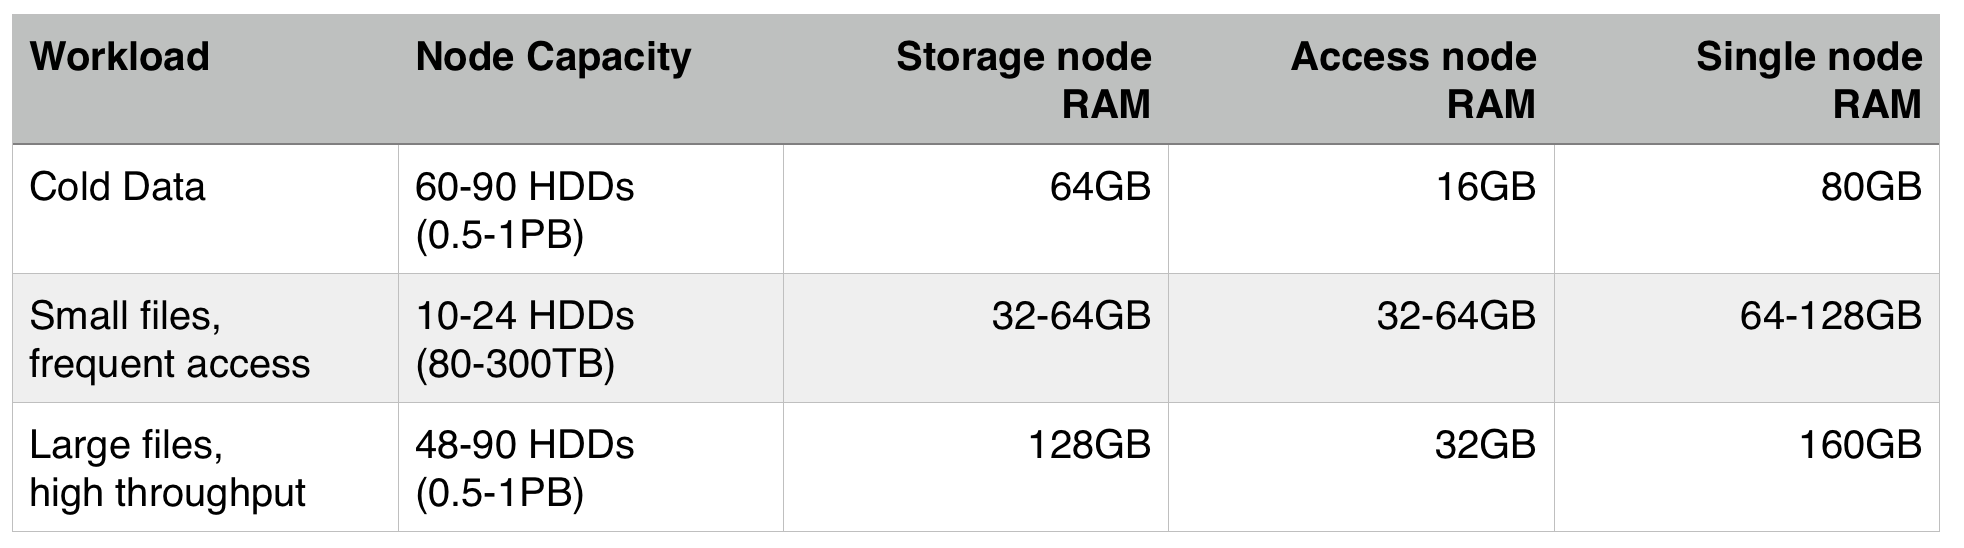 Workload Node Capacity Storage node Access node Single node
RAM RAM RAM
Cold Data 60-90 HDDs 64GB 16GB 80GB
(0.5-1PB)
Small files, 10-24 HDDs 32-64GB 32-64GB 64-128GB
frequent access (80-300TB)
Large files, 48-90 HDDs 128GB 32GB 160GB
high throughput (0.5-1PB)